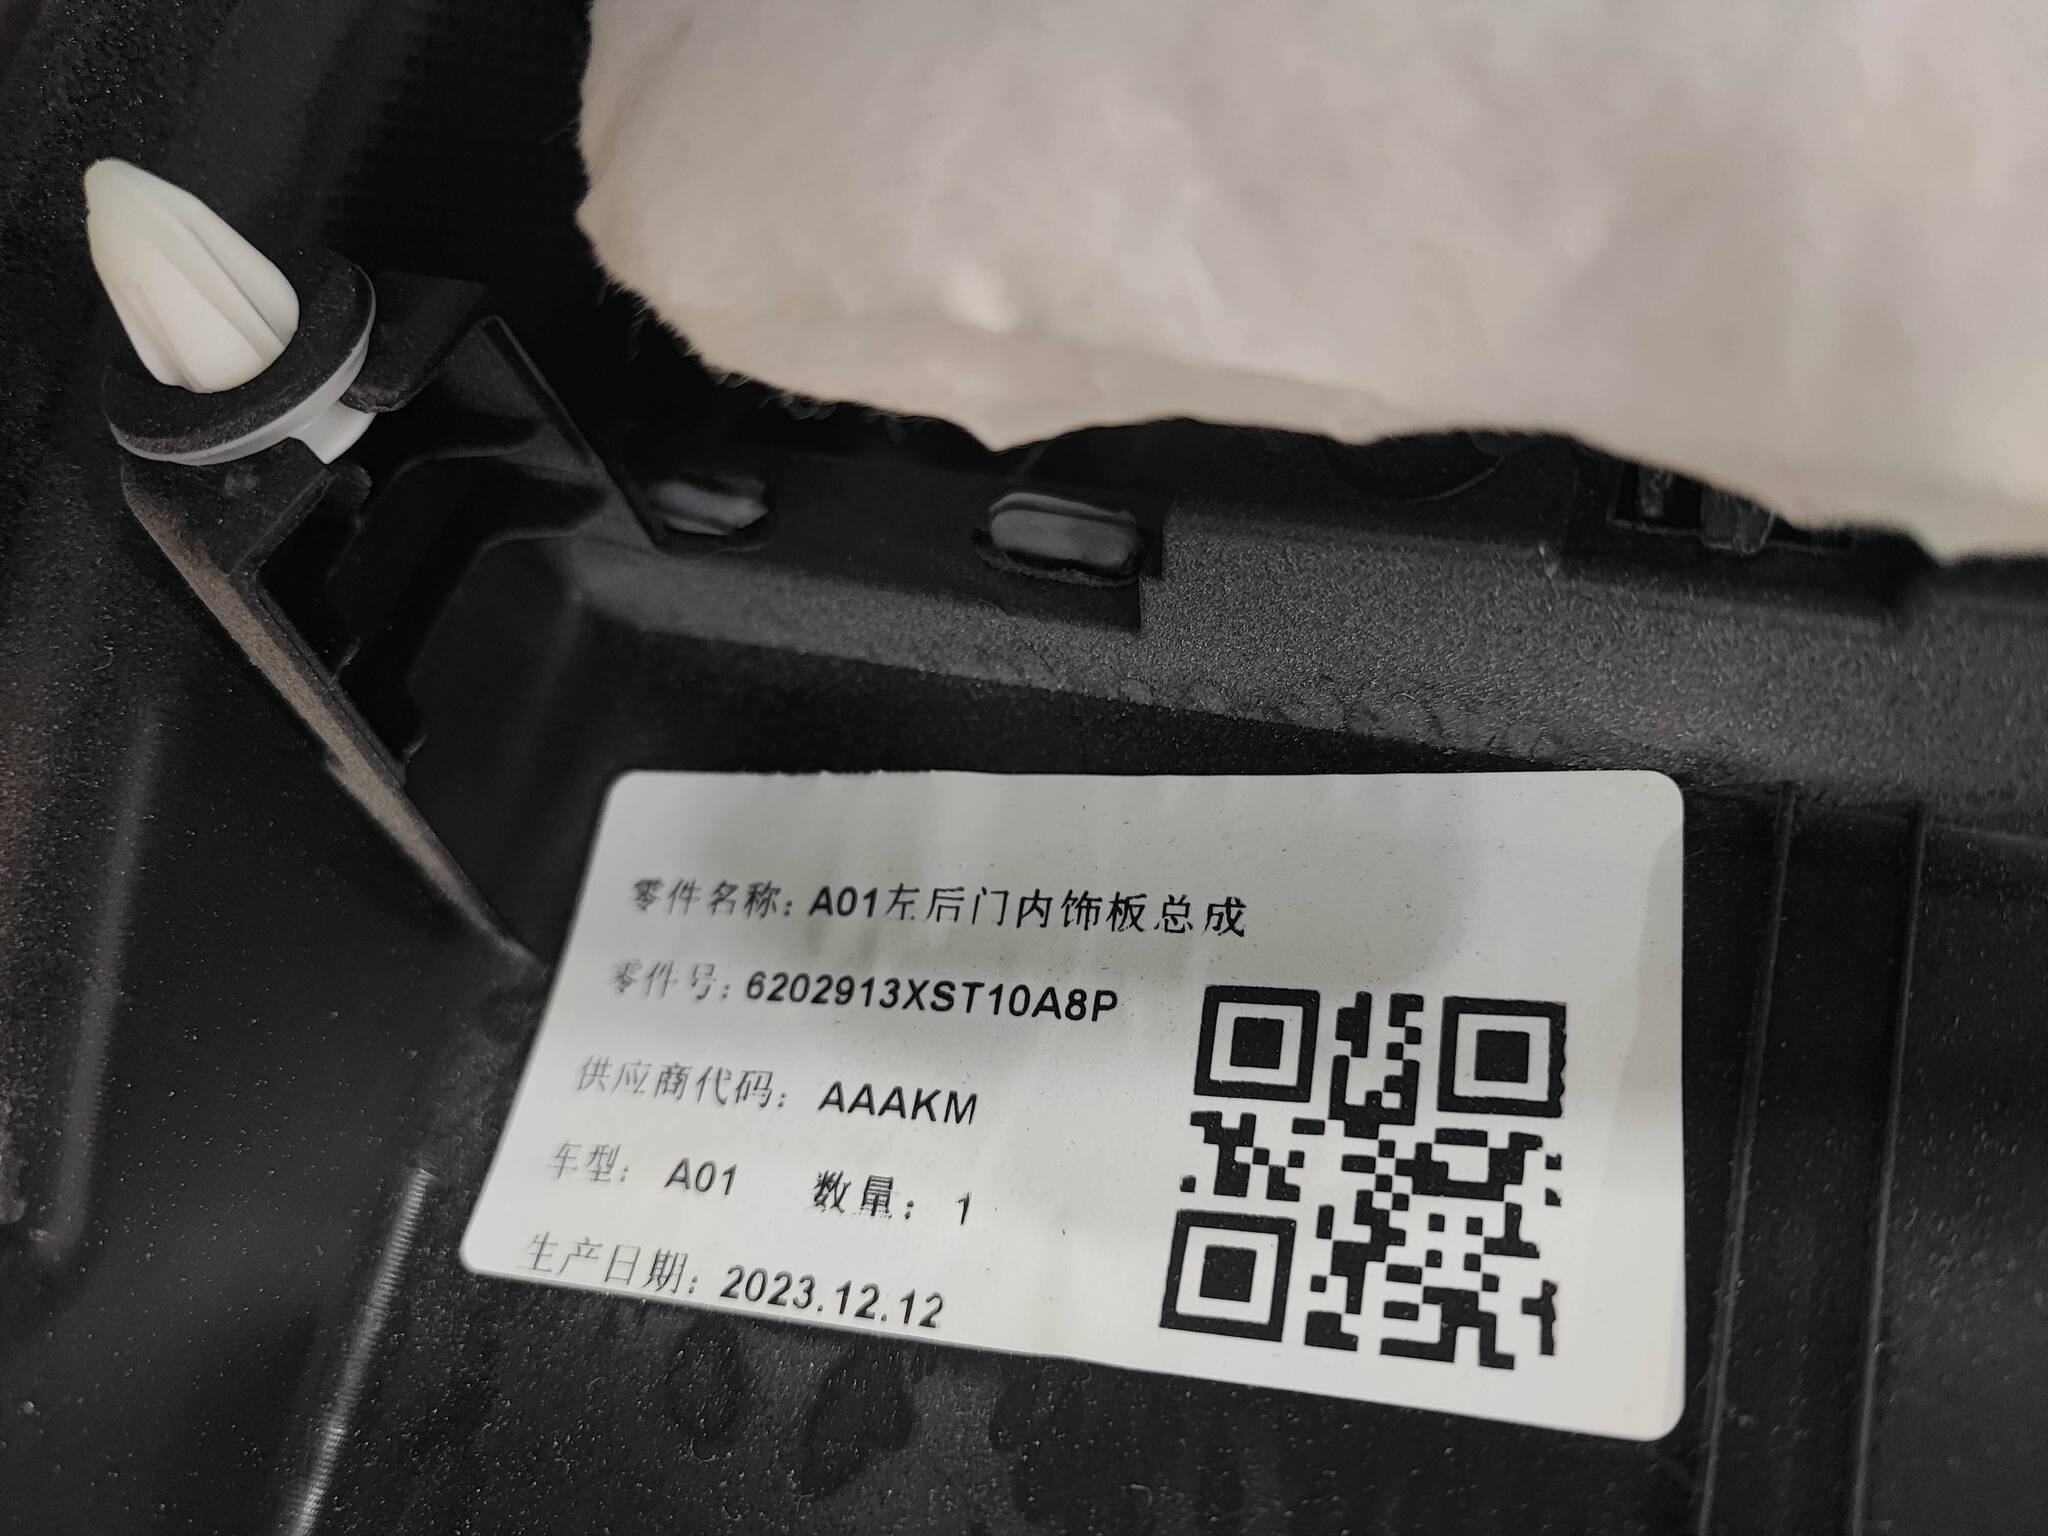 零件名称: A01左后门内饰板总成
零件号: 6202913XST10A8P
供应商代码: AAAKM
车型: A01 数量: 1
生产日期: 2023.12.12